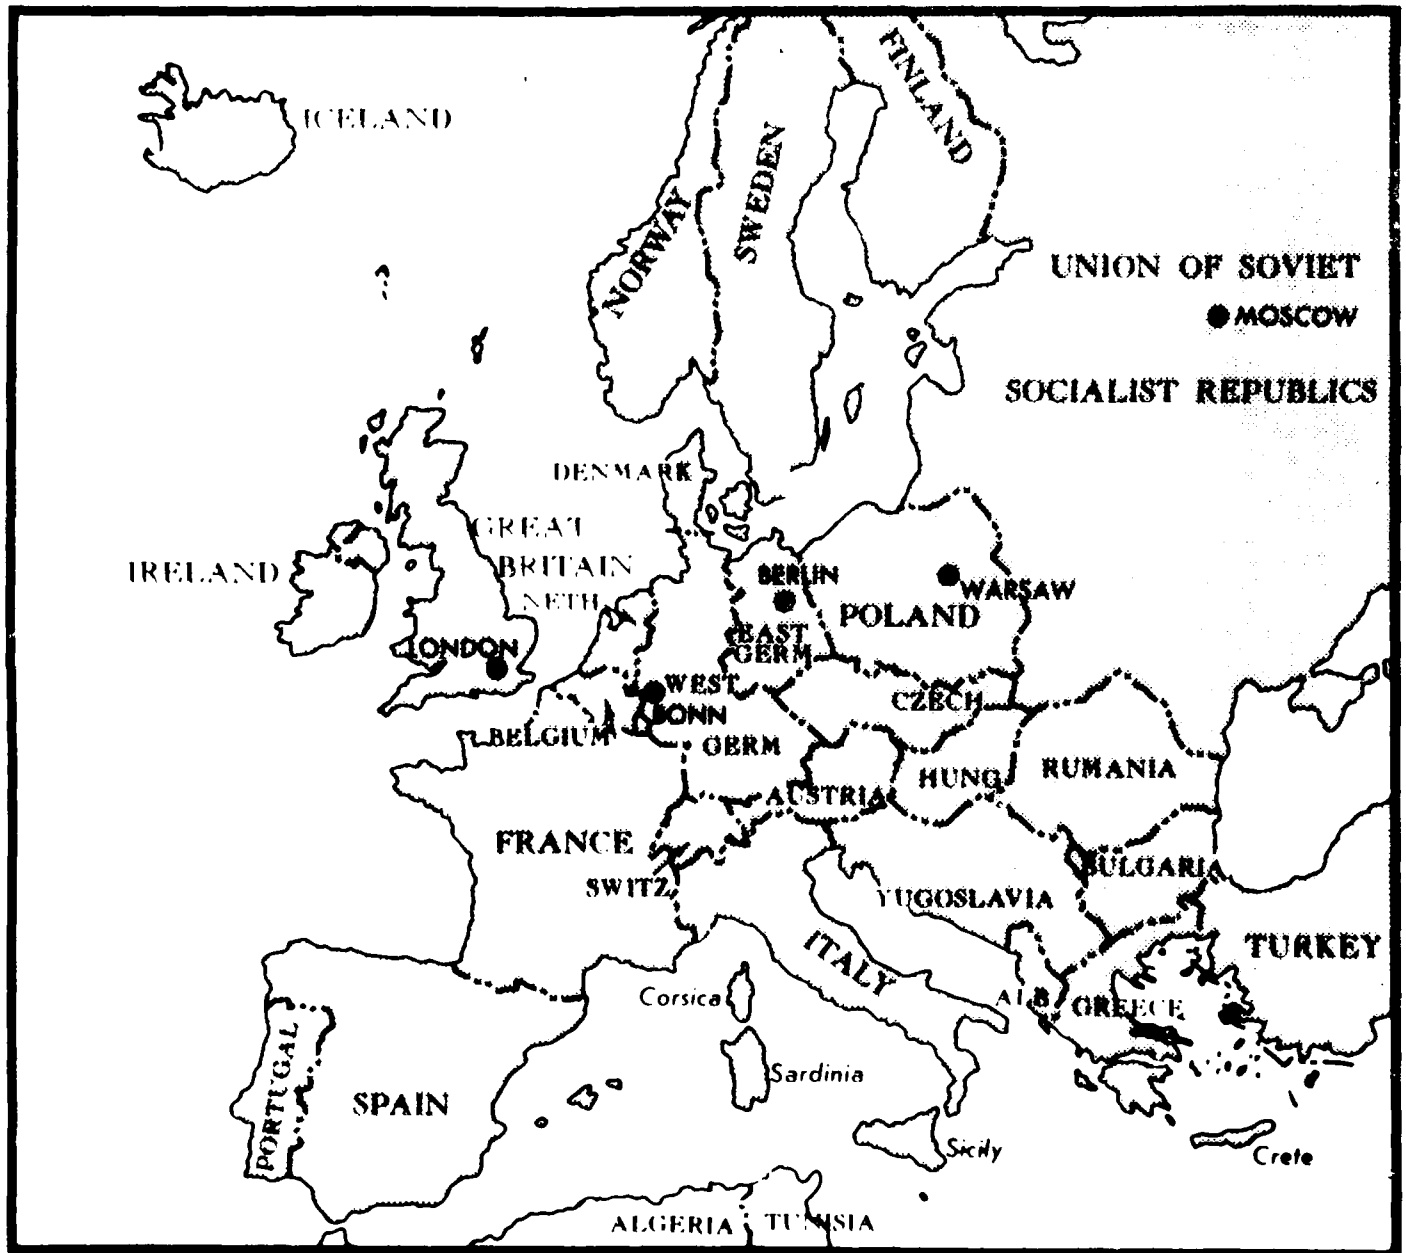 FINLAND
ICELAND
SWEDEN
NORWAY
UNION OF SOVIET
MOSCOW
SOCIALIST REPUBLICS
DENMARK
GREAT
BRITAIN
IRELAND
NETH
BERLIN
WARSAW
POLAND
EAST
GERM
LONDON
WEST
BONN
GERM
CZECH
BELGIUM
HUNG
RUMANIA
AUSTRIA
FRANCE
SWITZ
BULGARIA
YUGOSLAVIA
ITALY
TURKEY
Corsica
ALB
GREECE
PORTUGAL
SPAIN
Sardinia
Sicily
Crete
ALGERIA
TUNISIA